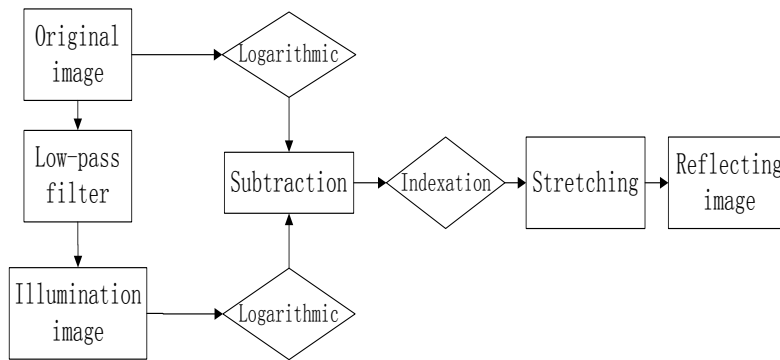 Original
image
Logarithmic
Low-pass
filter
Subtraction
Indexation
Stretching
Reflecting
image
Illumination
image
Logarithmic